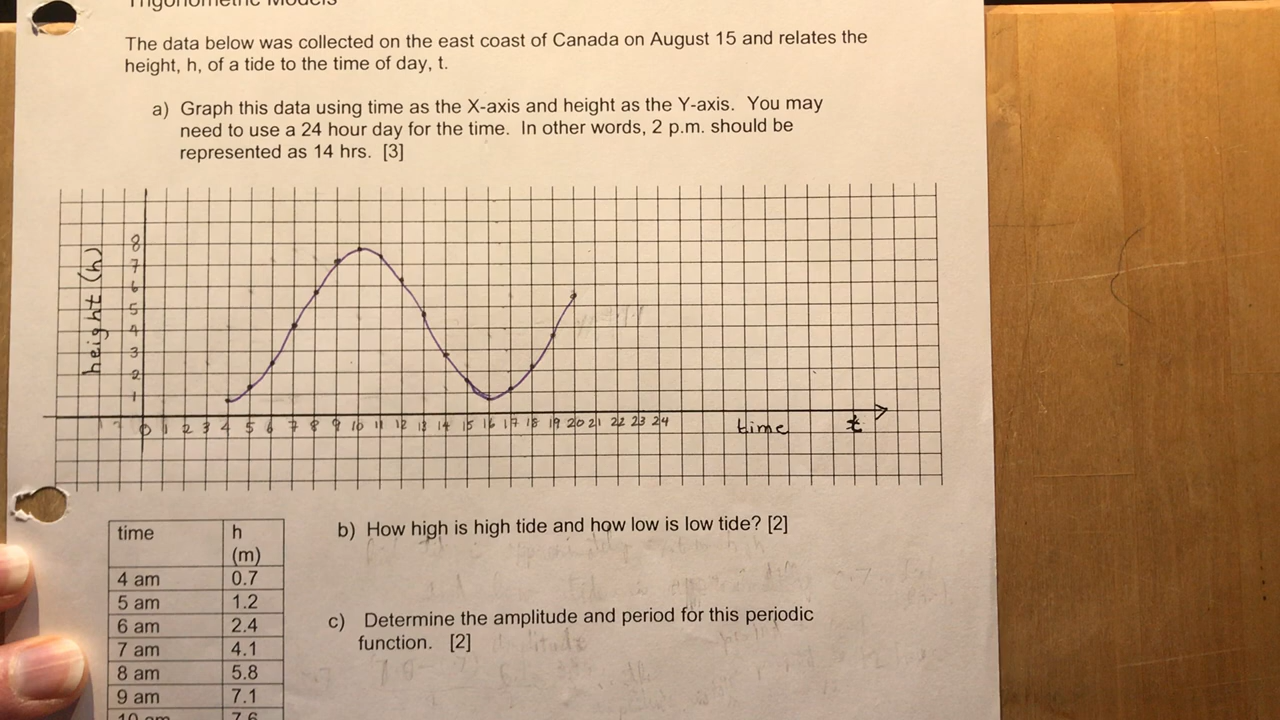 Trigonometric Models
The data below was collected on the east coast of Canada on August 15 and relates the
height, h, of a tide to the time of day, t.
a) Graph this data using time as the X-axis and height as the Y-axis. You may
need to use a 24 hour day for the time. In other words, 2 p.m. should be
represented as 14 hrs. [3]
height (h)
8
7
6
5
4
3
2
1
0 1 2 3 4 5 6 7 8 9 10 11 12 13 14 15 16 17 18 19 20 21 22 23 24
time t
time h
(m)
4 am 0.7
5 am 1.2
6 am 2.4
7 am 4.1
8 am 5.8
9 am 7.1
10 am 7.6
b) How high is high tide and how low is low tide? [2]
c) Determine the amplitude and period for this periodic
function. [2]